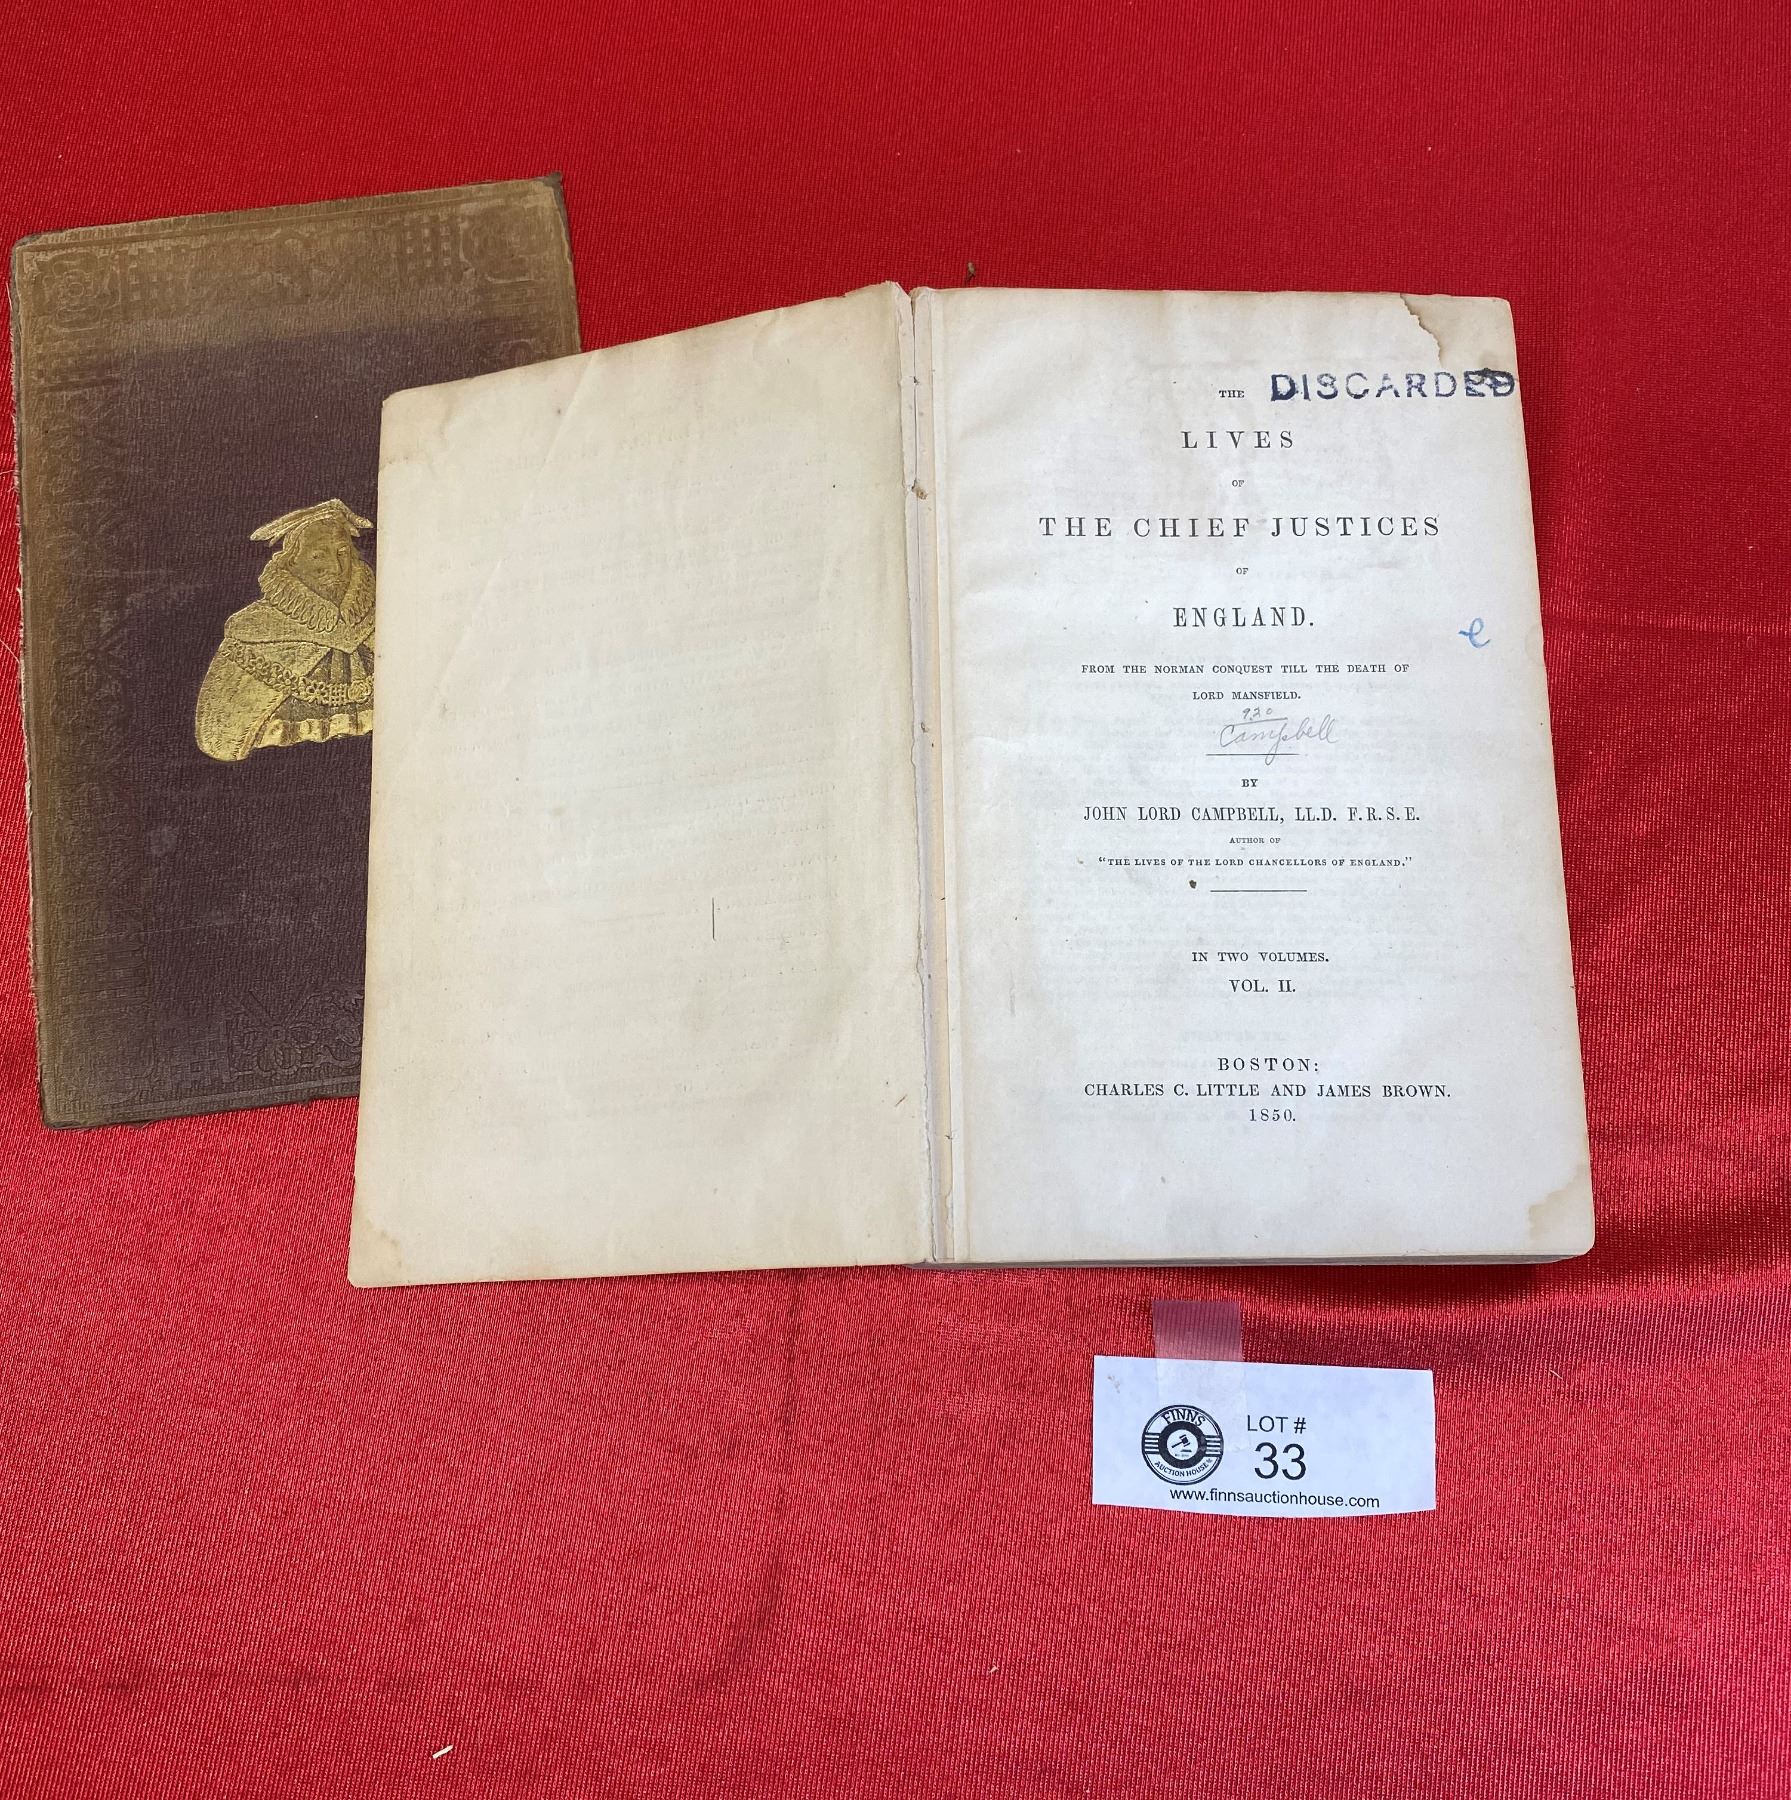 THE DISCARDED
LIVES
OF
THE CHIEF JUSTICES
OF
ENGLAND.
e
FROM THE NORMAN CONQUEST TILL THE DEATH OF
LORD MANSFIELD.
920
Campbell
BY
JOHN LORD CAMPBELL, LL.D. F.R.S.E.
AUTHOR OF
"THE LIVES OF THE LORD CHANCELLORS OF ENGLAND."
IN TWO VOLUMES.
VOL. II.
BOSTON:
CHARLES C. LITTLE AND JAMES BROWN.
1850.
FINNS
AUCTION HOUSE
LOT #
33
www.finnsauctionhouse.com